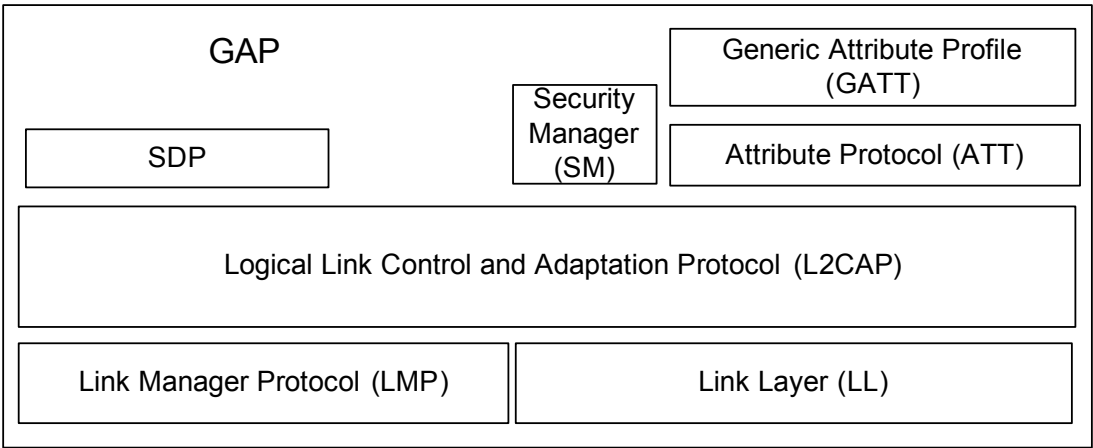 GAP
Generic Attribute Profile
(GATT)
Security
Manager
(SM)
SDP
Attribute Protocol (ATT)
Logical Link Control and Adaptation Protocol (L2CAP)
Link Manager Protocol (LMP)
Link Layer (LL)